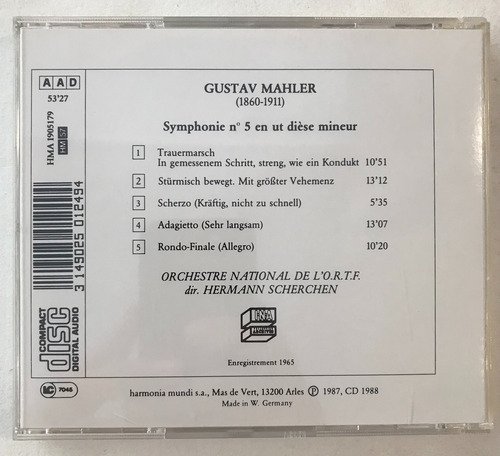 AAD
53'27
HMA 1905179
HM 57
3 149025 012494
COMPACT
disc
DIGITAL AUDIO
LC 7045
GUSTAV MAHLER
(1860-1911)
Symphonie n° 5 en ut dièse mineur
1 Trauermarsch
In gemessenem Schritt, streng, wie ein Kondukt 10'51
2 Stürmisch bewegt. Mit größter Vehemenz 13'12
3 Scherzo (Kräftig, nicht zu schnell) 5'35
4 Adagietto (Sehr langsam) 13'07
5 Rondo-Finale (Allegro) 10'20
ORCHESTRE NATIONAL DE L'O.R.T.F.
dir. HERMANN SCHERCHEN
Enregistrement 1965
harmonia mundi s.a., Mas de Vert, 13200 Arles ℗ 1987, CD 1988
Made in W. Germany